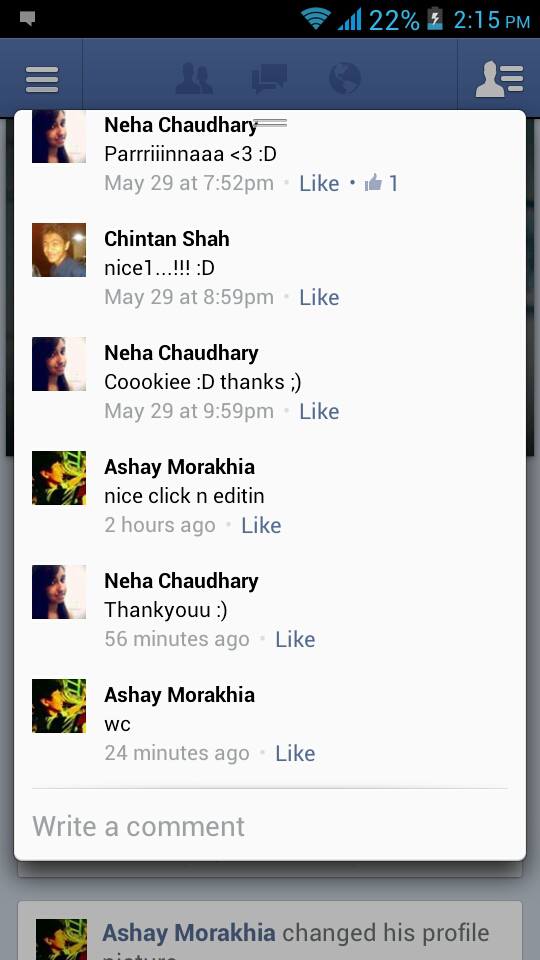 22% 2:15 PM
Neha Chaudhary
Parrriiinnaaa <3 :D
May 29 at 7:52pm • Like • 1
Chintan Shah
nice1...!!! :D
May 29 at 8:59pm • Like
Neha Chaudhary
Coookiee :D thanks ;)
May 29 at 9:59pm • Like
Ashay Morakhia
nice click n editin
2 hours ago • Like
Neha Chaudhary
Thankyouu :)
56 minutes ago • Like
Ashay Morakhia
wc
24 minutes ago • Like
Write a comment
Ashay Morakhia changed his profile
picture.